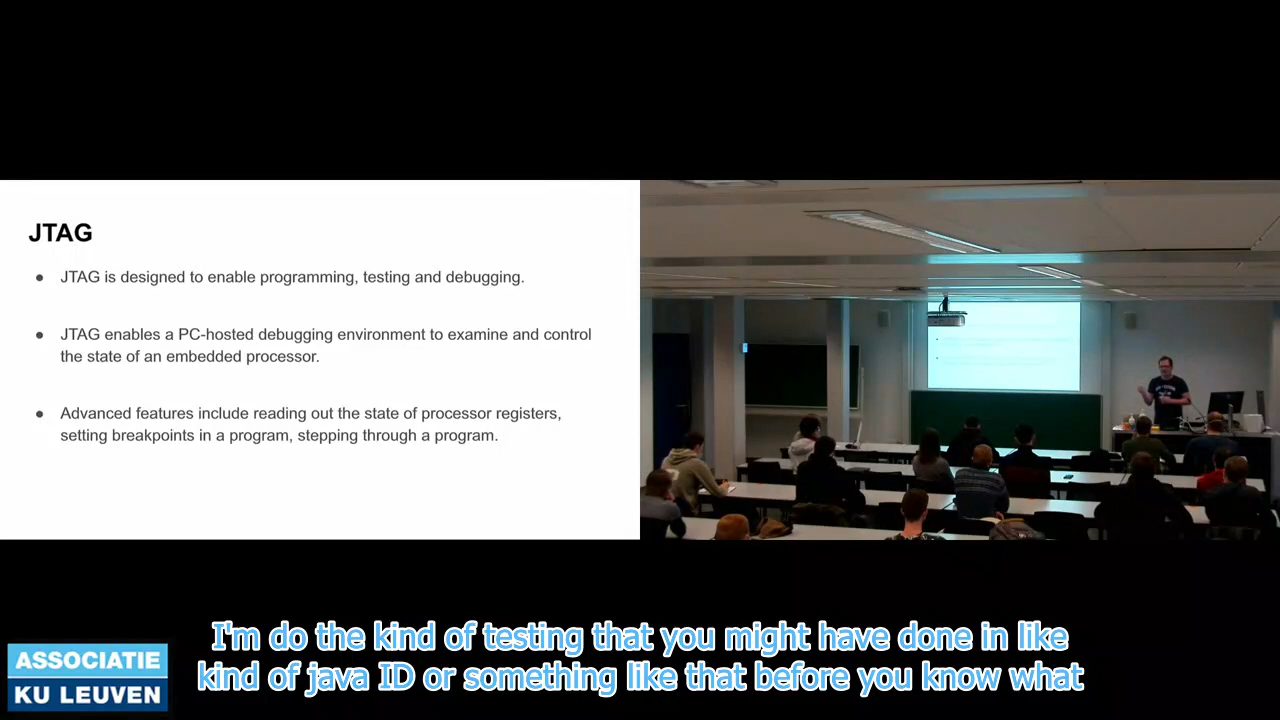 JTAG
● JTAG is designed to enable programming, testing and debugging.
● JTAG enables a PC-hosted debugging environment to examine and control
the state of an embedded processor.
● Advanced features include reading out the state of processor registers,
setting breakpoints in a program, stepping through a program.
I'm do the kind of testing that you might have done in like
kind of java ID or something like that before you know what
ASSOCIATIE
KU LEUVEN